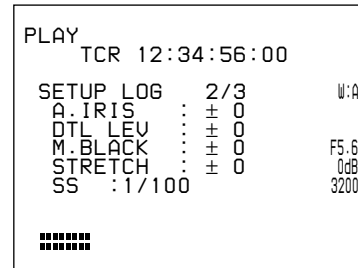 PLAY
TCR 12:34:56:00
SETUP LOG 2/3 W:A
A.IRIS : ± 0
DTL LEV : ± 0
M.BLACK : ± 0 F5.6
STRETCH : ± 0 0dB
SS :1/100 3200